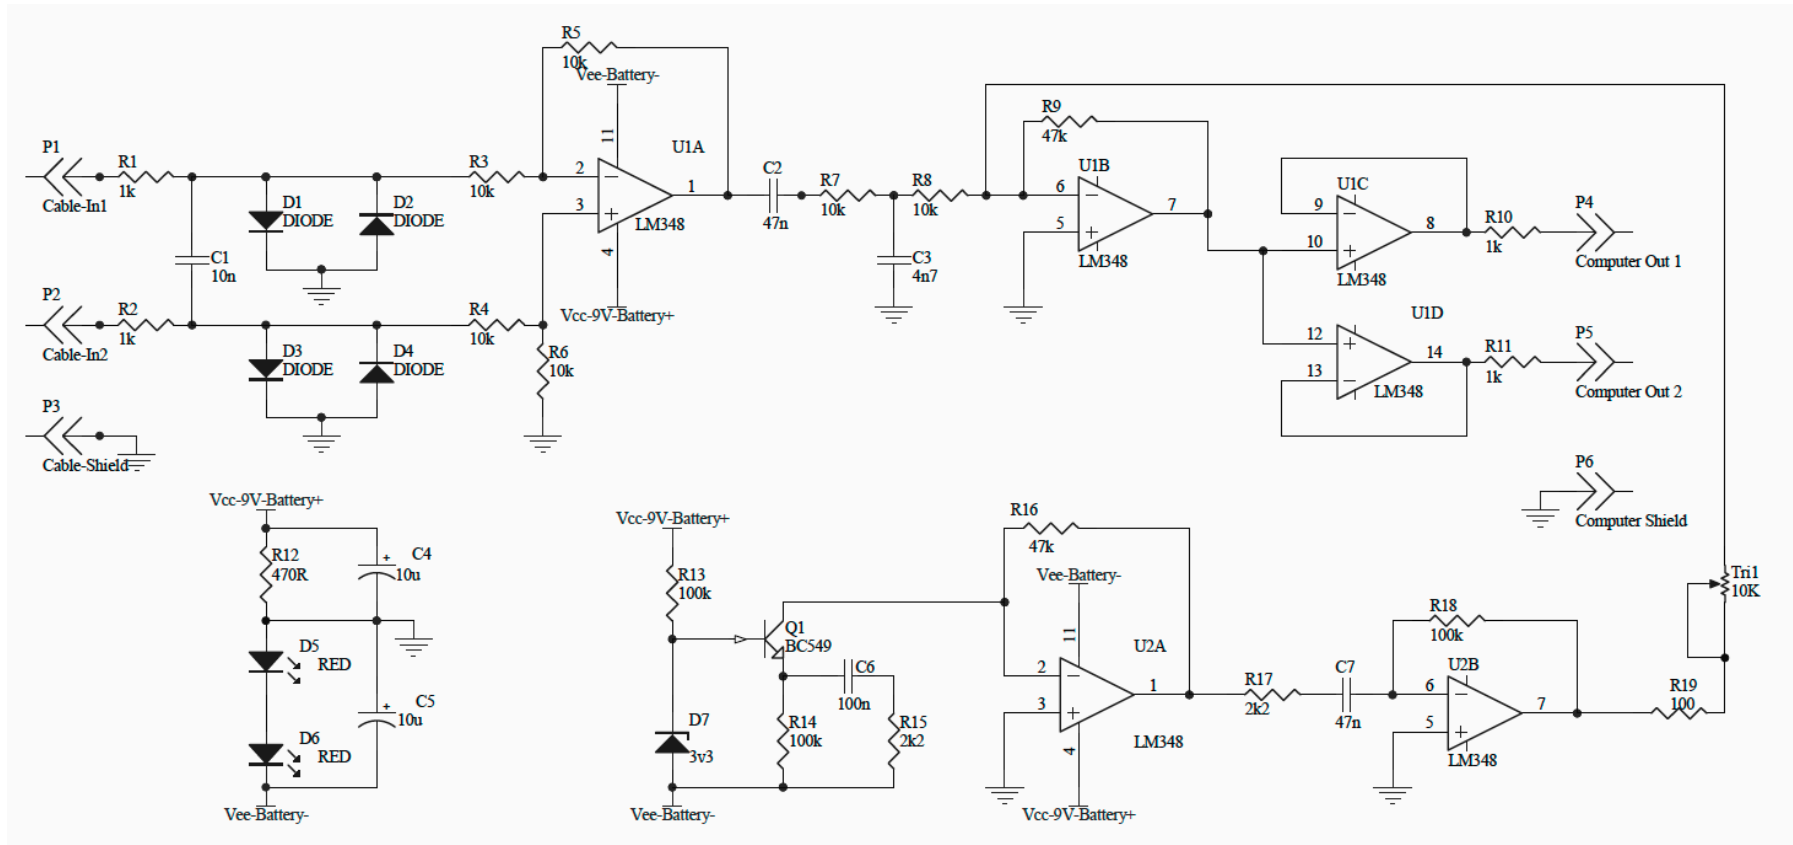 R5
10k
Vee-Battery-
11
P1
Cable-In1
R1
1k
D1
DIODE
D2
DIODE
R3
10k
2
3
1
4
U1A
LM348
Vcc-9V-Battery+
C1
10n
P2
Cable-In2
R2
1k
D3
DIODE
D4
DIODE
R4
10k
R6
10k
P3
Cable-Shield
C2
47n
R7
10k
R8
10k
C3
4n7
R9
47k
U1B
6
5
7
LM348
U1C
9
10
8
LM348
R10
1k
P4
Computer Out 1
U1D
12
13
14
LM348
R11
1k
P5
Computer Out 2
P6
Computer Shield
Vcc-9V-Battery+
R12
470R
+
C4
10u
D5
RED
+
C5
10u
D6
RED
Vee-Battery-
Vcc-9V-Battery+
R13
100k
Q1
BC549
C6
100n
D7
3v3
R14
100k
R15
2k2
Vee-Battery-
R16
47k
Vee-Battery-
11
U2A
2
3
1
4
LM348
Vcc-9V-Battery+
R17
2k2
C7
47n
R18
100k
U2B
6
5
7
LM348
R19
100
Tri1
10K